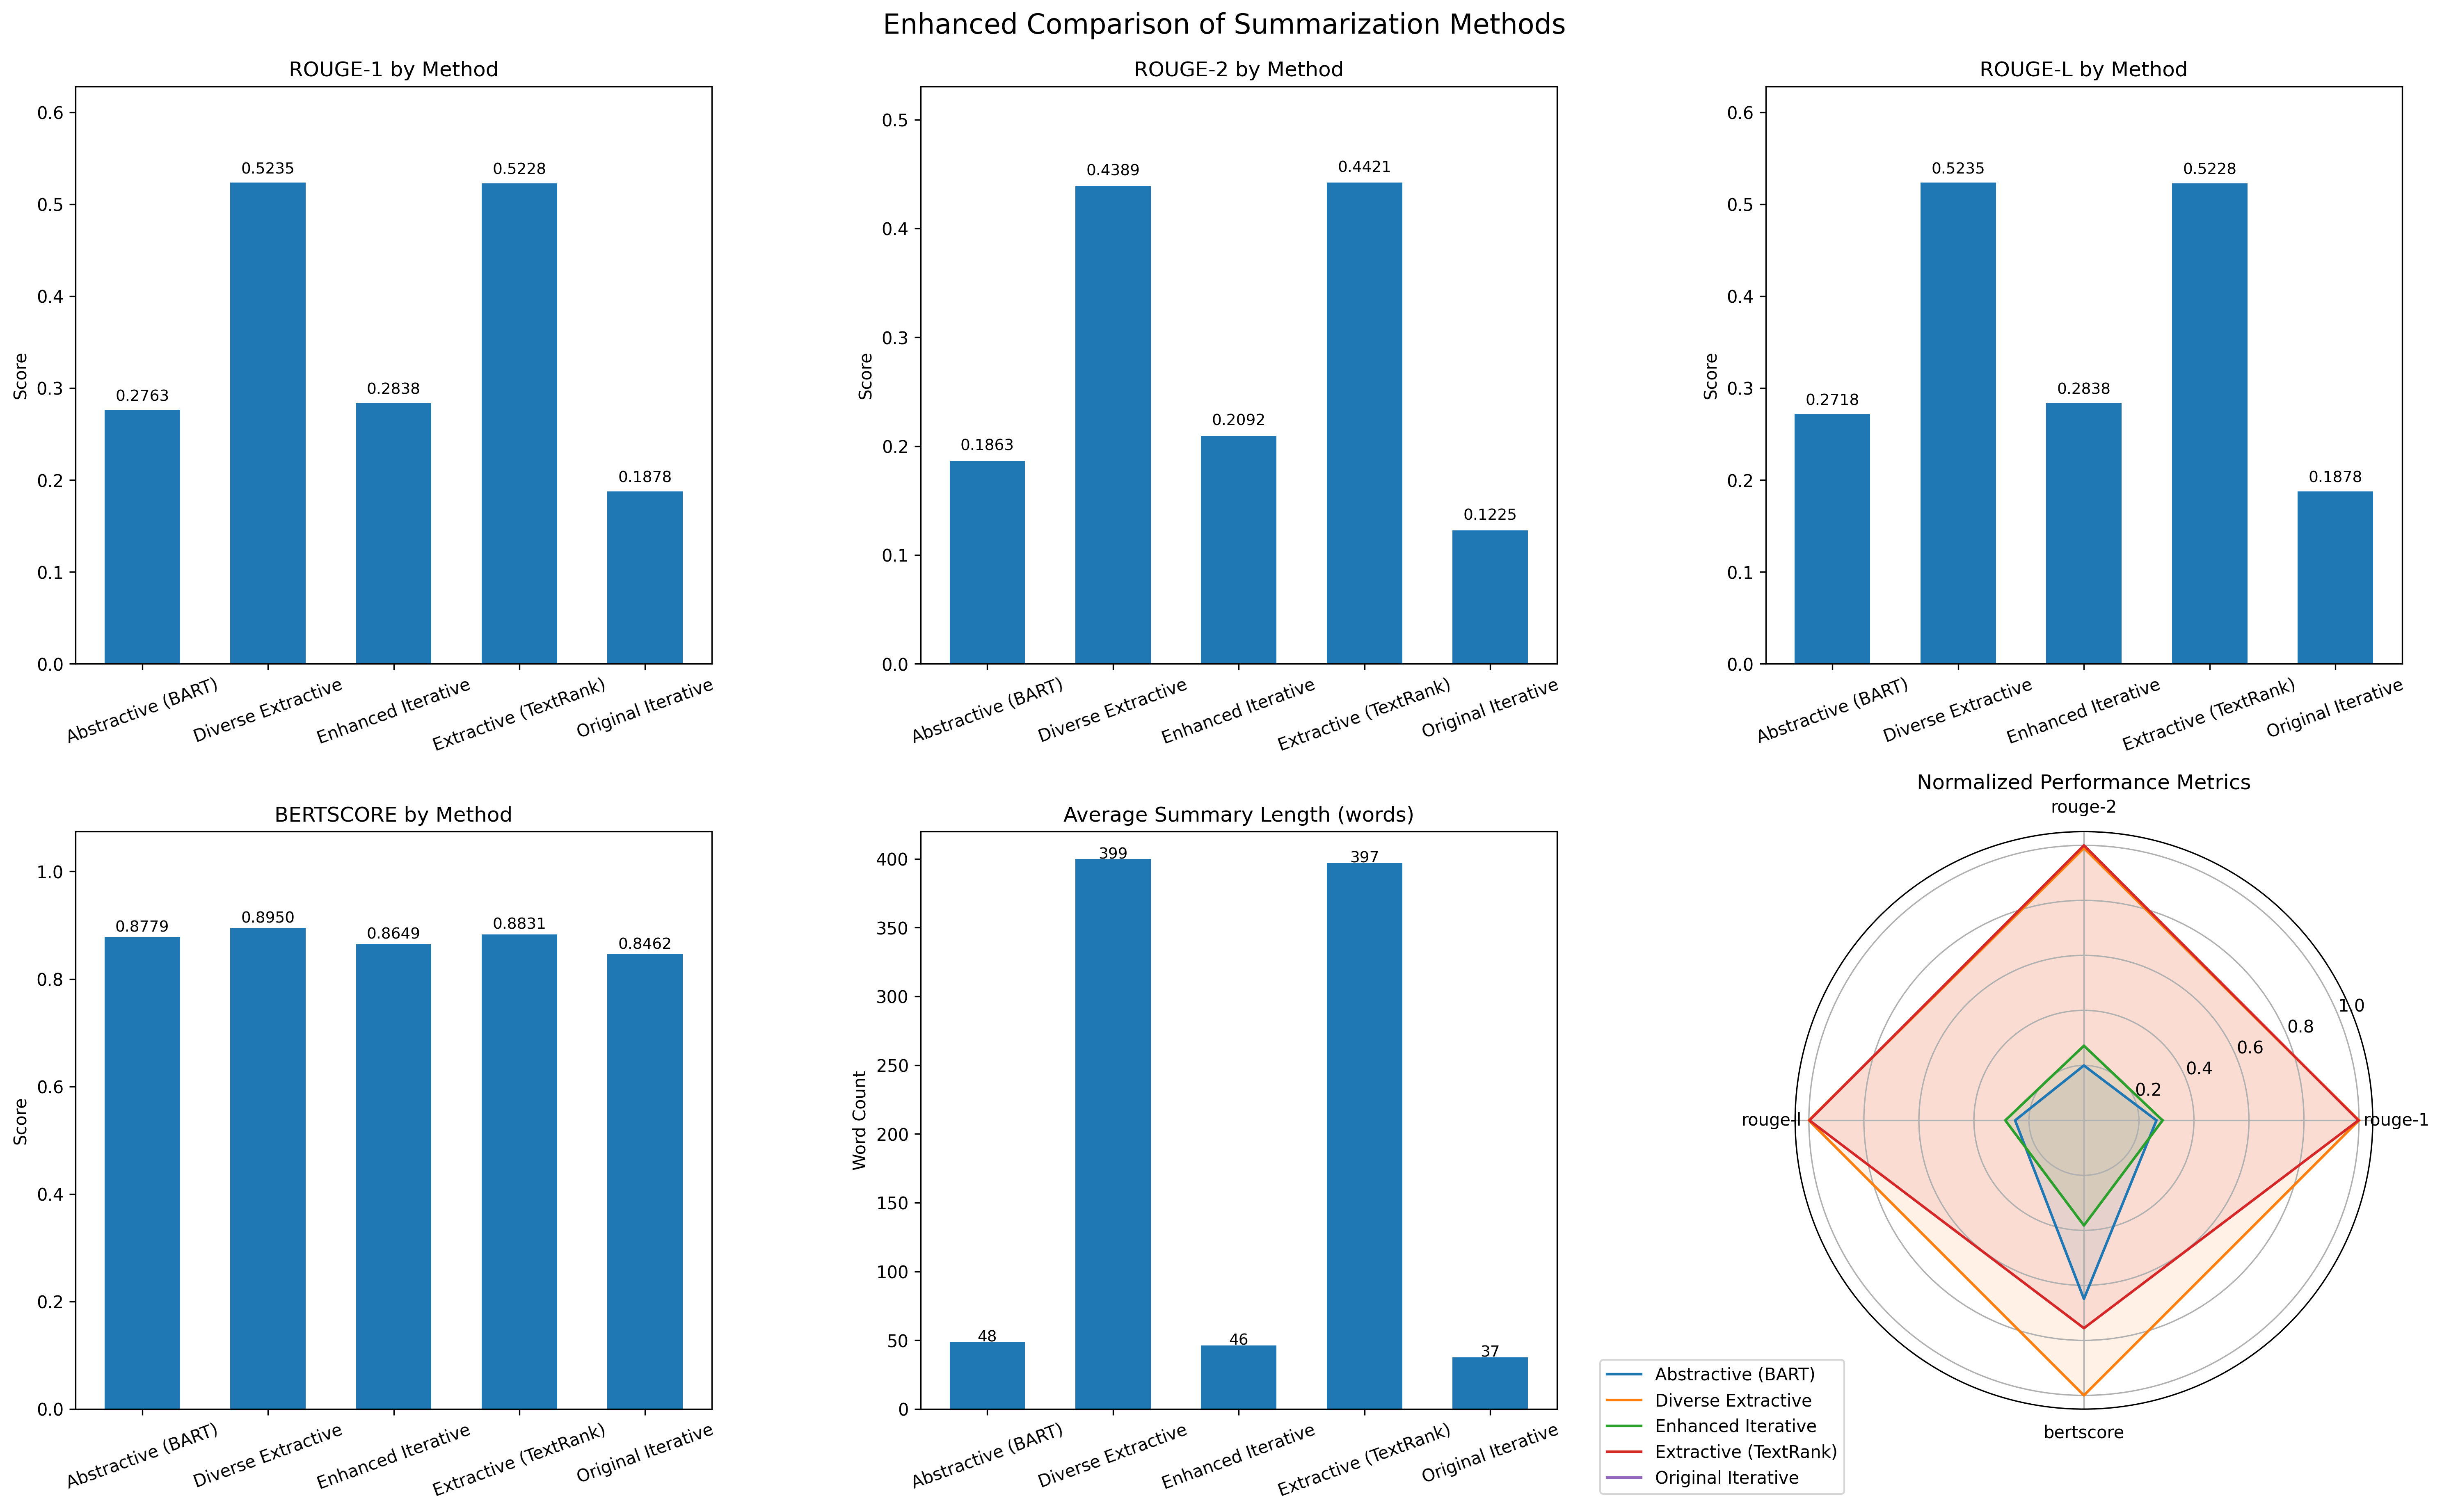 Enhanced Comparison of Summarization Methods
ROUGE-1 by Method
Score
0.6
0.5
0.4
0.3
0.2
0.1
0.0
0.2763
0.5235
0.2838
0.5228
0.1878
Abstractive (BART)
Diverse Extractive
Enhanced Iterative
Extractive (TextRank)
Original Iterative
ROUGE-2 by Method
Score
0.5
0.4
0.3
0.2
0.1
0.0
0.1863
0.4389
0.2092
0.4421
0.1225
Abstractive (BART)
Diverse Extractive
Enhanced Iterative
Extractive (TextRank)
Original Iterative
ROUGE-L by Method
Score
0.6
0.5
0.4
0.3
0.2
0.1
0.0
0.2718
0.5235
0.2838
0.5228
0.1878
Abstractive (BART)
Diverse Extractive
Enhanced Iterative
Extractive (TextRank)
Original Iterative
BERTSCORE by Method
Score
1.0
0.8
0.6
0.4
0.2
0.0
0.8779
0.8950
0.8649
0.8831
0.8462
Abstractive (BART)
Diverse Extractive
Enhanced Iterative
Extractive (TextRank)
Original Iterative
Average Summary Length (words)
Word Count
400
350
300
250
200
150
100
50
0
48
399
46
397
37
Abstractive (BART)
Diverse Extractive
Enhanced Iterative
Extractive (TextRank)
Original Iterative
Normalized Performance Metrics
rouge-2
1.0
0.8
0.6
0.4
0.2
rouge-l
rouge-1
bertscore
Abstractive (BART)
Diverse Extractive
Enhanced Iterative
Extractive (TextRank)
Original Iterative